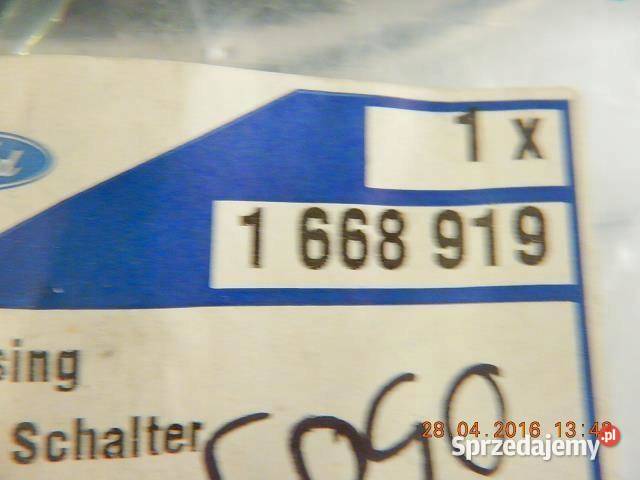 1 x
1 668 919
sing
Schalter
28.04.2016 13:4
Sprzedajemy.pl